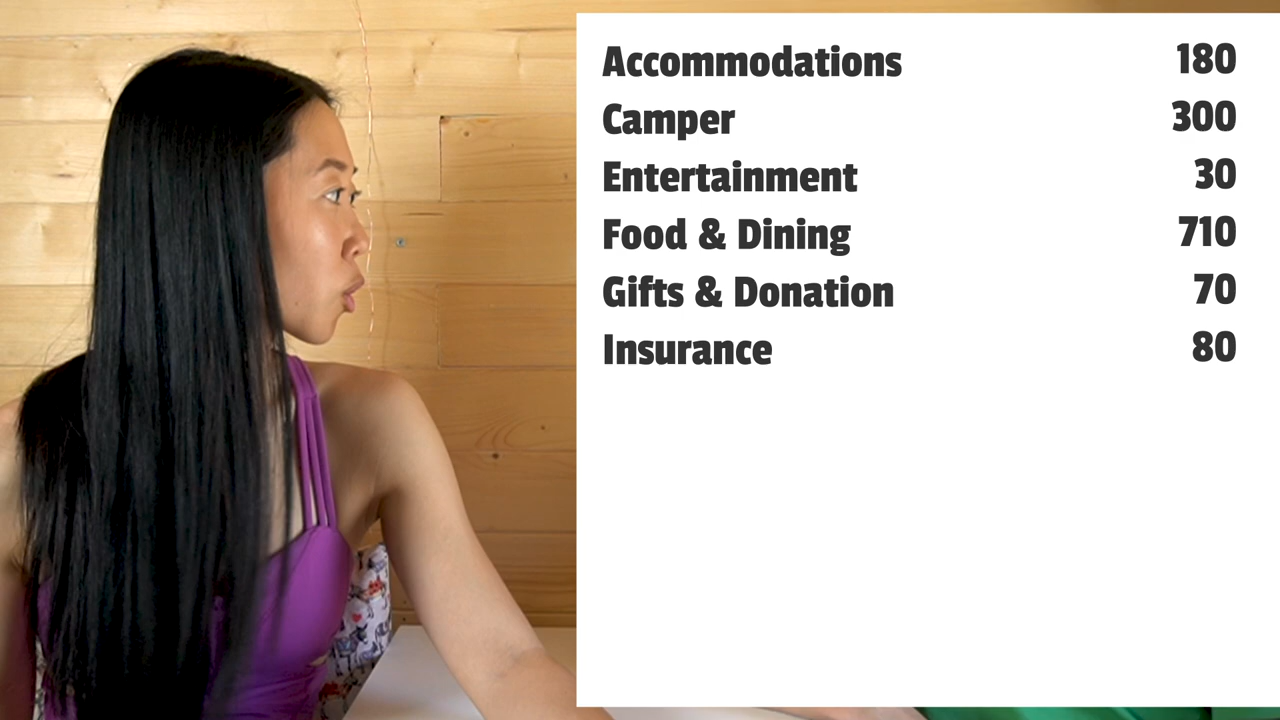 Accommodations 180
Camper 300
Entertainment 30
Food & Dining 710
Gifts & Donation 70
Insurance 80